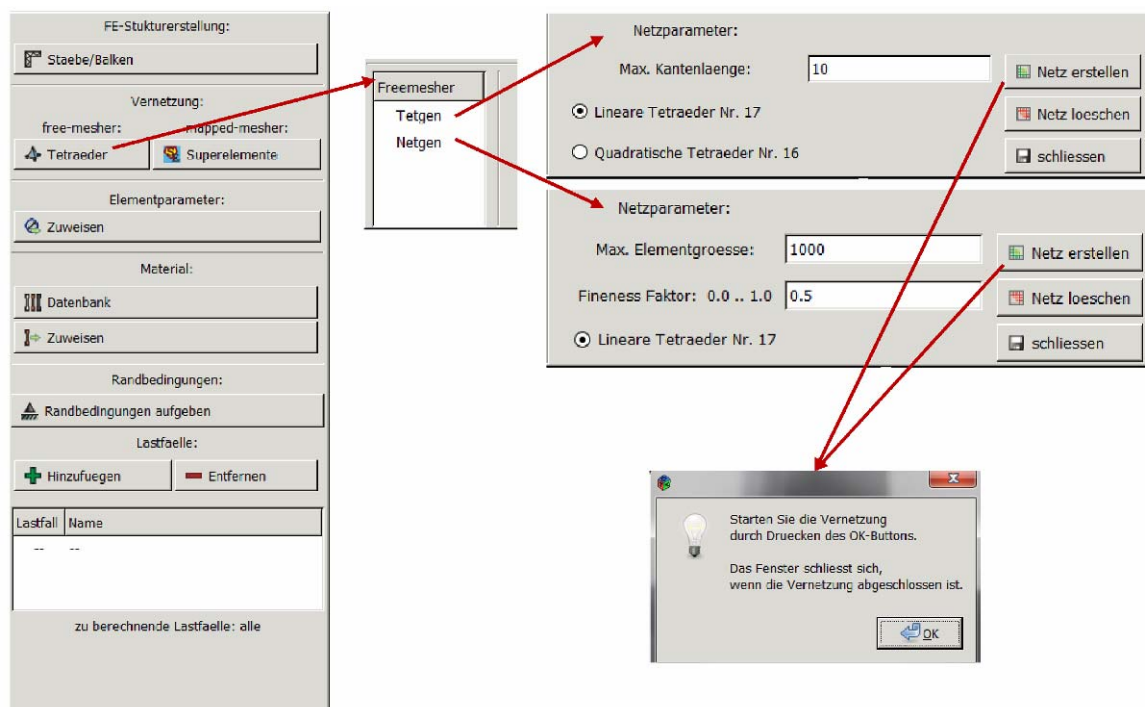 FE-Stukturerstellung:
Staebe/Balken
Vernetzung:
free-mesher: mapped-mesher:
Tetraeder Superelemente
Elementparameter:
Zuweisen
Material:
Datenbank
Zuweisen
Randbedingungen:
Randbedingungen aufgeben
Lastfaelle:
Hinzufuegen Entfernen
Lastfall Name
-- --
zu berechnende Lastfaelle: alle
Freemesher
Tetgen
Netgen
Netzparameter:
Max. Kantenlaenge: 10 Netz erstellen
Lineare Tetraeder Nr. 17 Netz loeschen
Quadratische Tetraeder Nr. 16 schliessen
Netzparameter:
Max. Elementgroesse: 1000 Netz erstellen
Fineness Faktor: 0.0 .. 1.0 0.5 Netz loeschen
Lineare Tetraeder Nr. 17 schliessen
Starten Sie die Vernetzung
durch Druecken des OK-Buttons.
Das Fenster schliesst sich,
wenn die Vernetzung abgeschlossen ist.
OK